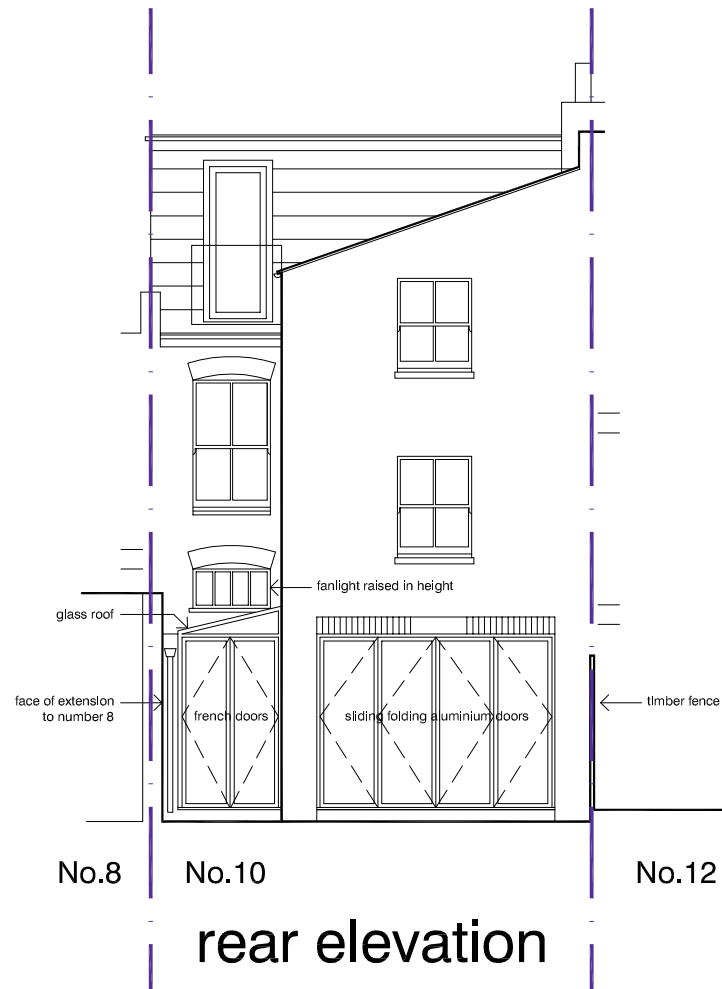 fanlight raised in height
glass roof
face of extension
to number 8
french doors
sliding folding aluminium doors
timber fence
No.8
No.10
No.12
rear elevation